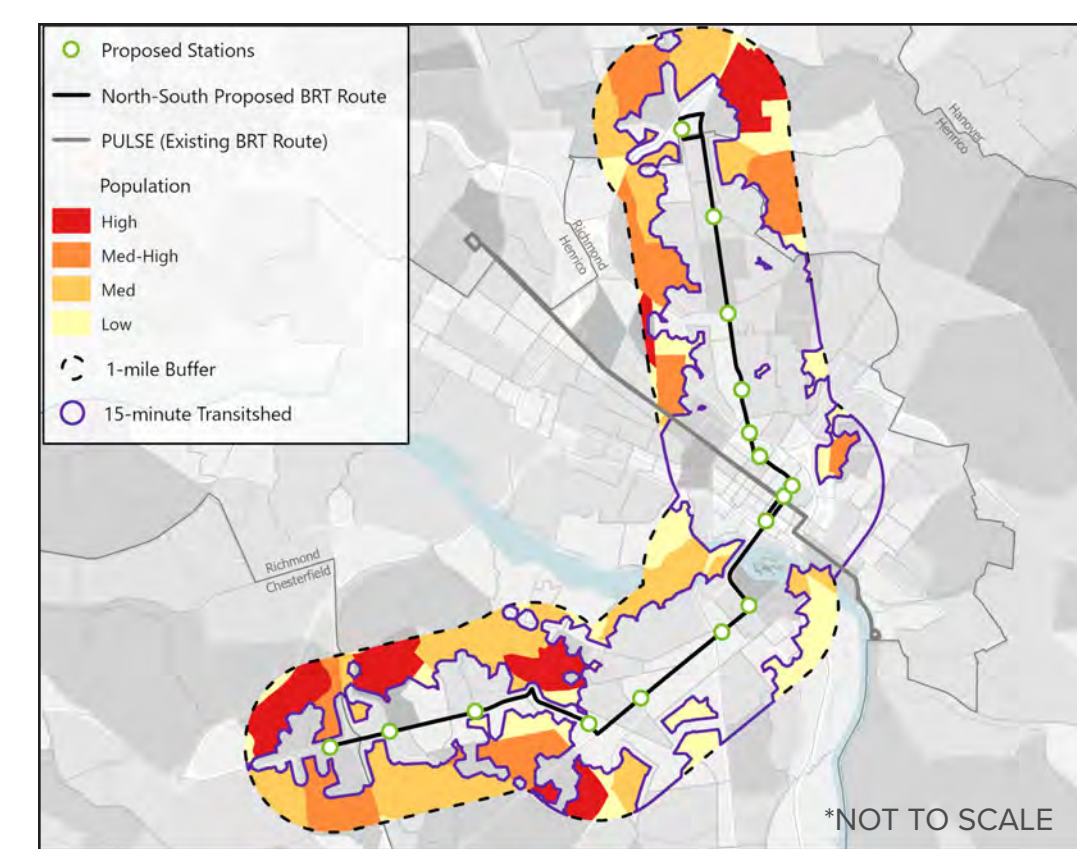 Proposed Stations
North-South Proposed BRT Route
PULSE (Existing BRT Route)
Population
High
Med-High
Med
Low
1-mile Buffer
15-minute Transitshed
Hanover
Henrico
Richmond
Henrico
Richmond
Chesterfield
*NOT TO SCALE